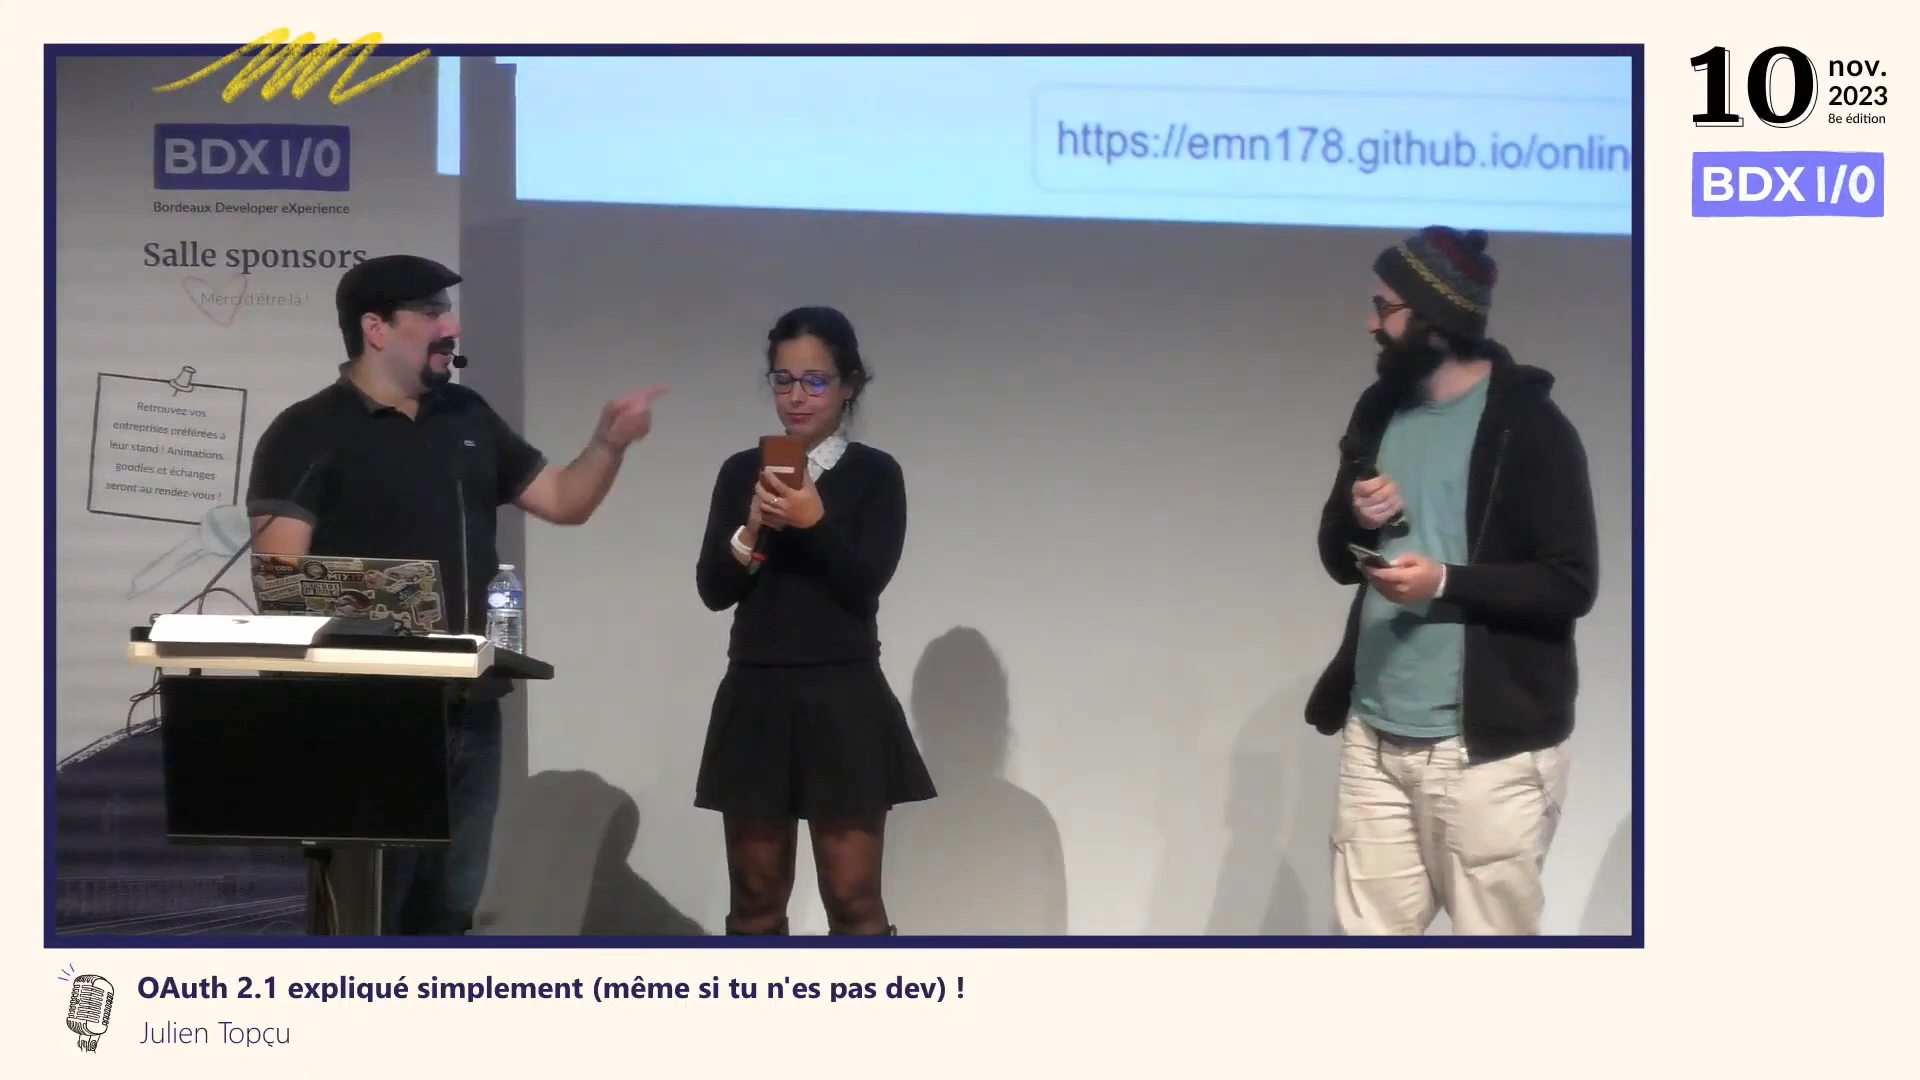 BDX I/O
Bordeaux Developer eXperience
Salle sponsors
Merci d'être là !
Retrouvez vos
entreprises préférées à
leur stand ! Animations,
goodies et échanges
seront au rendez-vous !
https://emn178.github.io/onlin
MIXIT
10 nov.
2023
8e édition
BDX I/O
OAuth 2.1 expliqué simplement (même si tu n'es pas dev) !
Julien Topçu